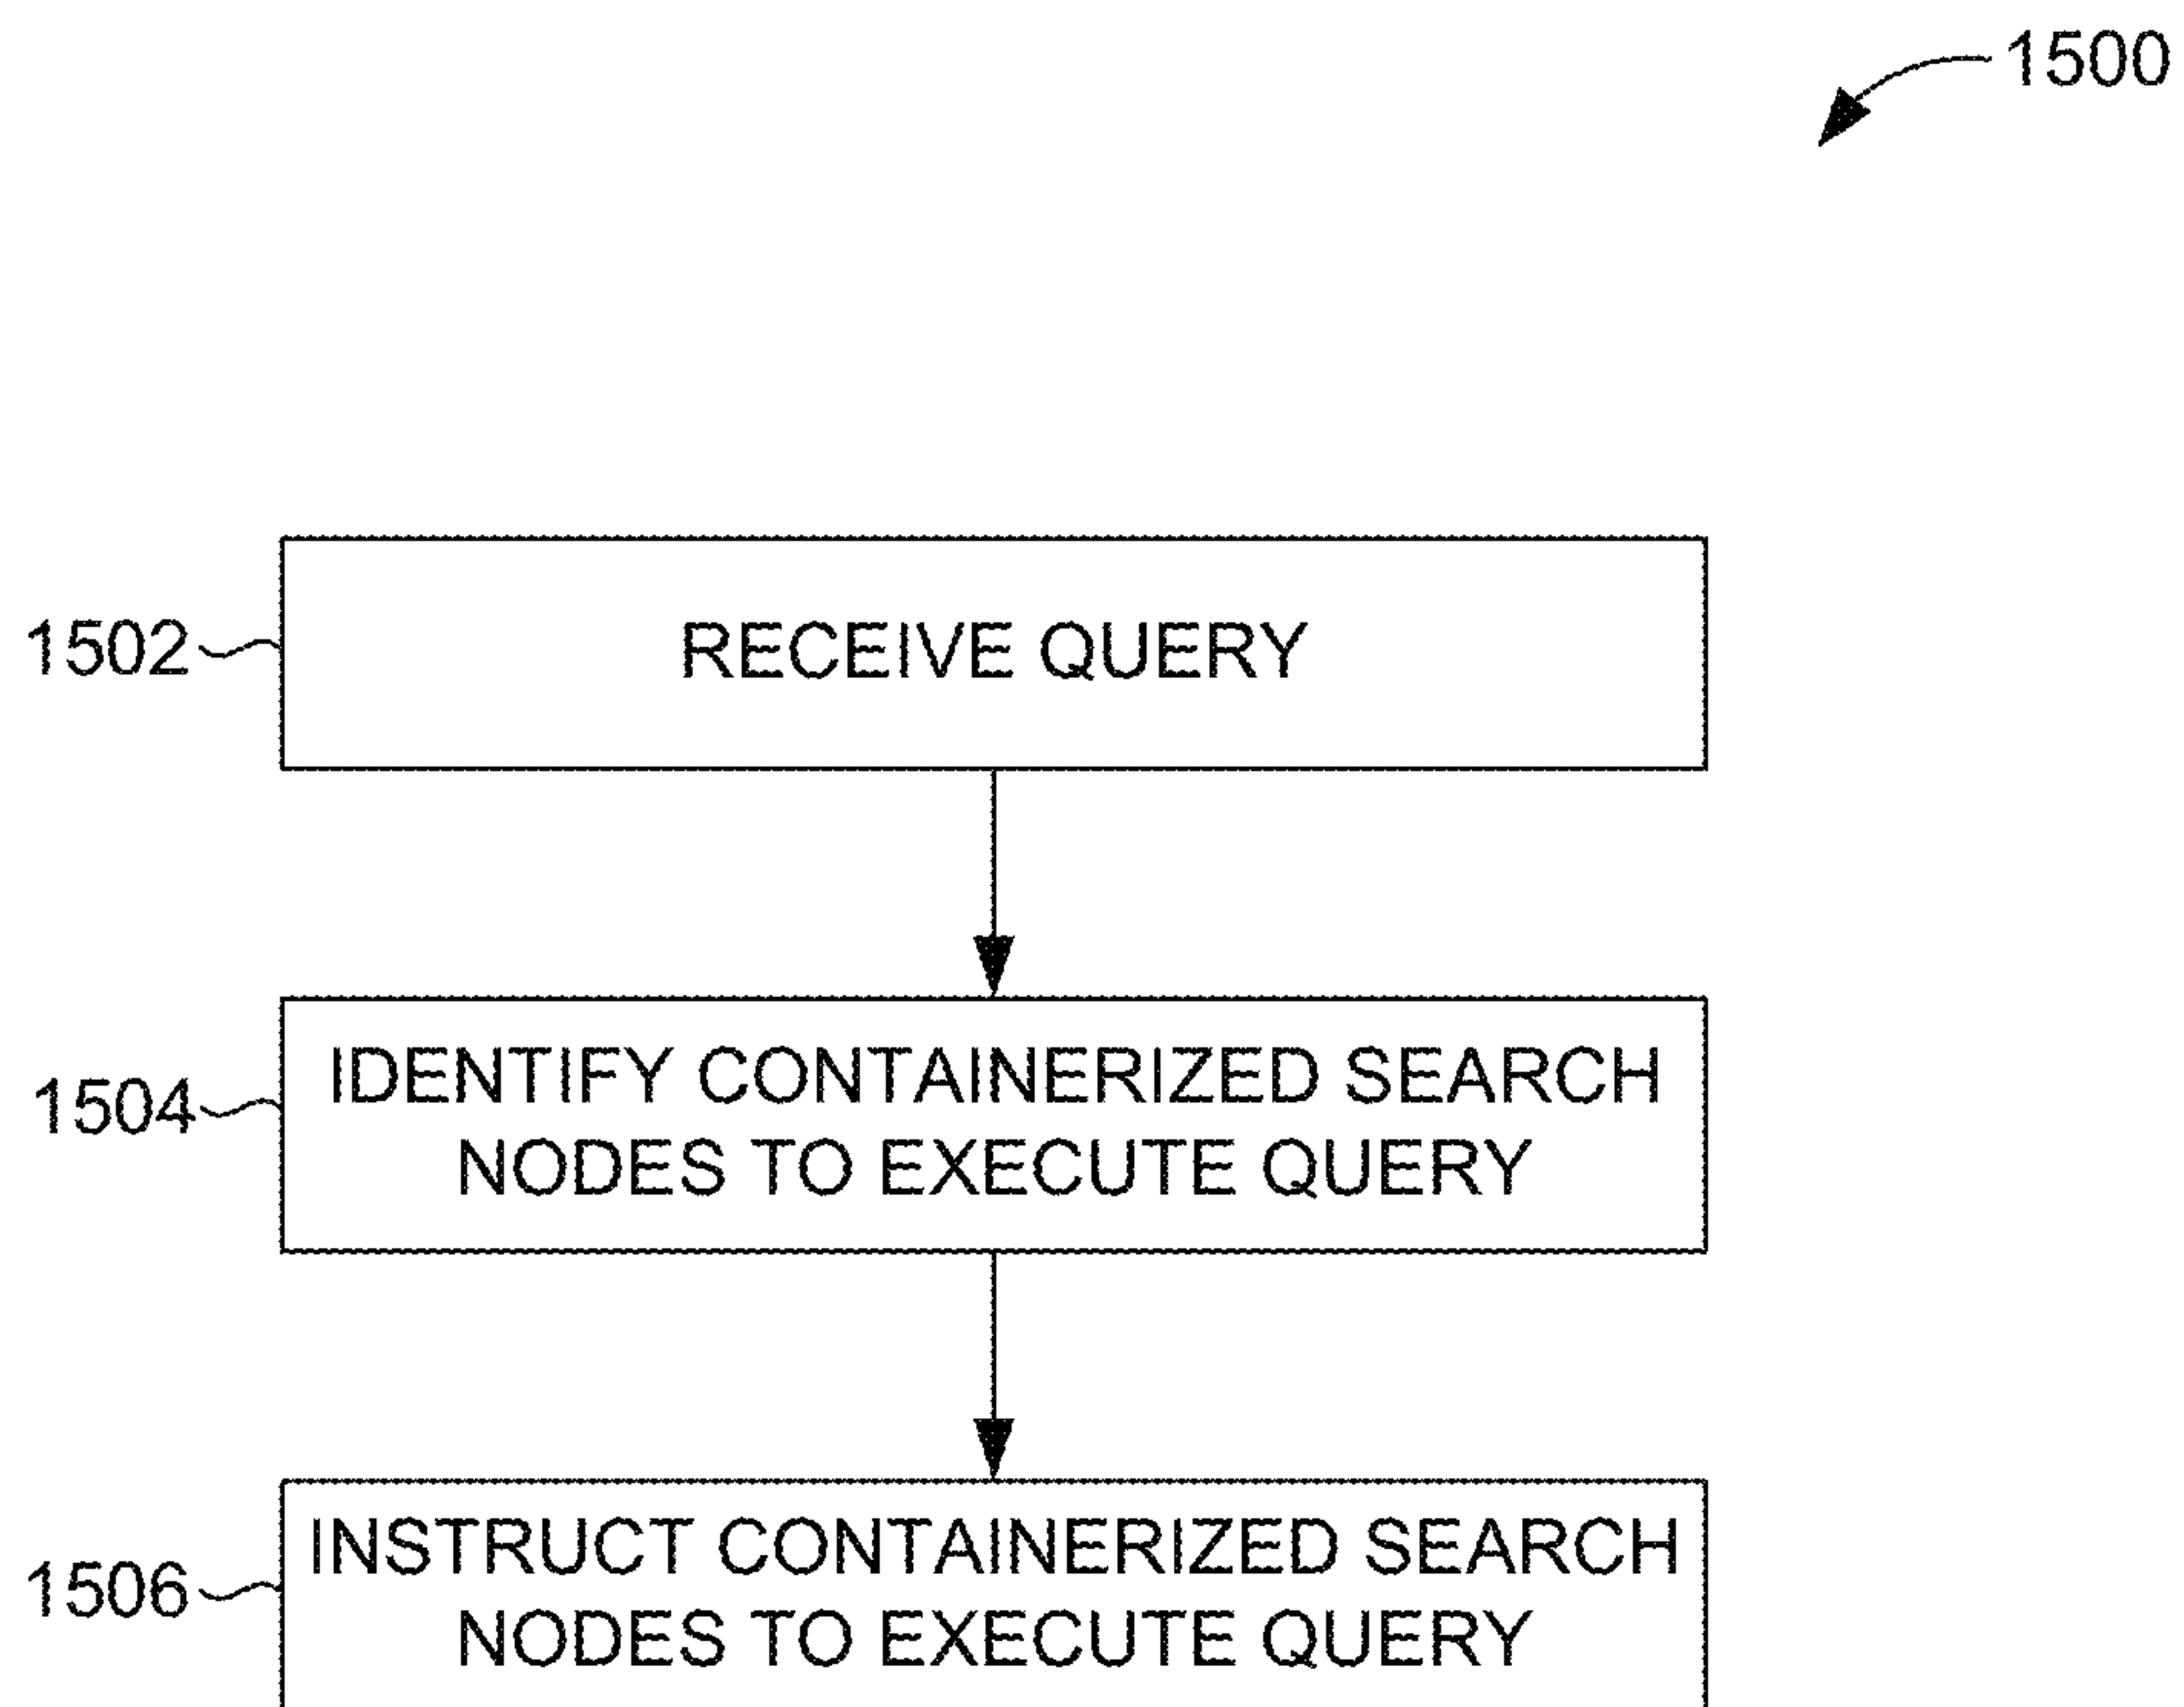 1500
1502
RECEIVE QUERY
1504
IDENTIFY CONTAINERIZED SEARCH
NODES TO EXECUTE QUERY
1506
INSTRUCT CONTAINERIZED SEARCH
NODES TO EXECUTE QUERY